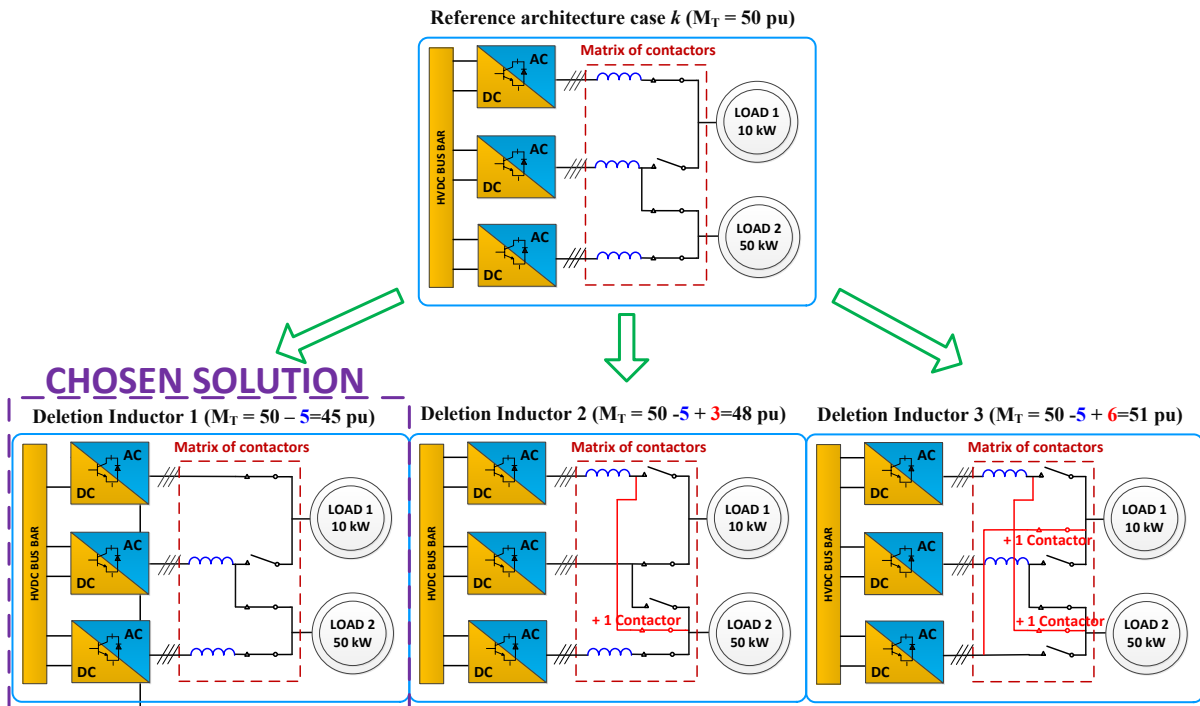 Reference architecture case k (M_T = 50 pu)
Matrix of contactors
HVDC BUS BAR
AC
DC
AC
DC
AC
DC
LOAD 1
10 kW
LOAD 2
50 kW
CHOSEN SOLUTION
Deletion Inductor 1 (M_T = 50 – 5=45 pu)
Matrix of contactors
HVDC BUS BAR
AC
DC
AC
DC
AC
DC
LOAD 1
10 kW
LOAD 2
50 kW
Deletion Inductor 2 (M_T = 50 -5 + 3=48 pu)
Matrix of contactors
HVDC BUS BAR
AC
DC
AC
DC
AC
DC
LOAD 1
10 kW
+ 1 Contactor
LOAD 2
50 kW
Deletion Inductor 3 (M_T = 50 -5 + 6=51 pu)
Matrix of contactors
HVDC BUS BAR
AC
DC
AC
DC
AC
DC
LOAD 1
10 kW
+ 1 Contactor
+ 1 Contactor
LOAD 2
50 kW